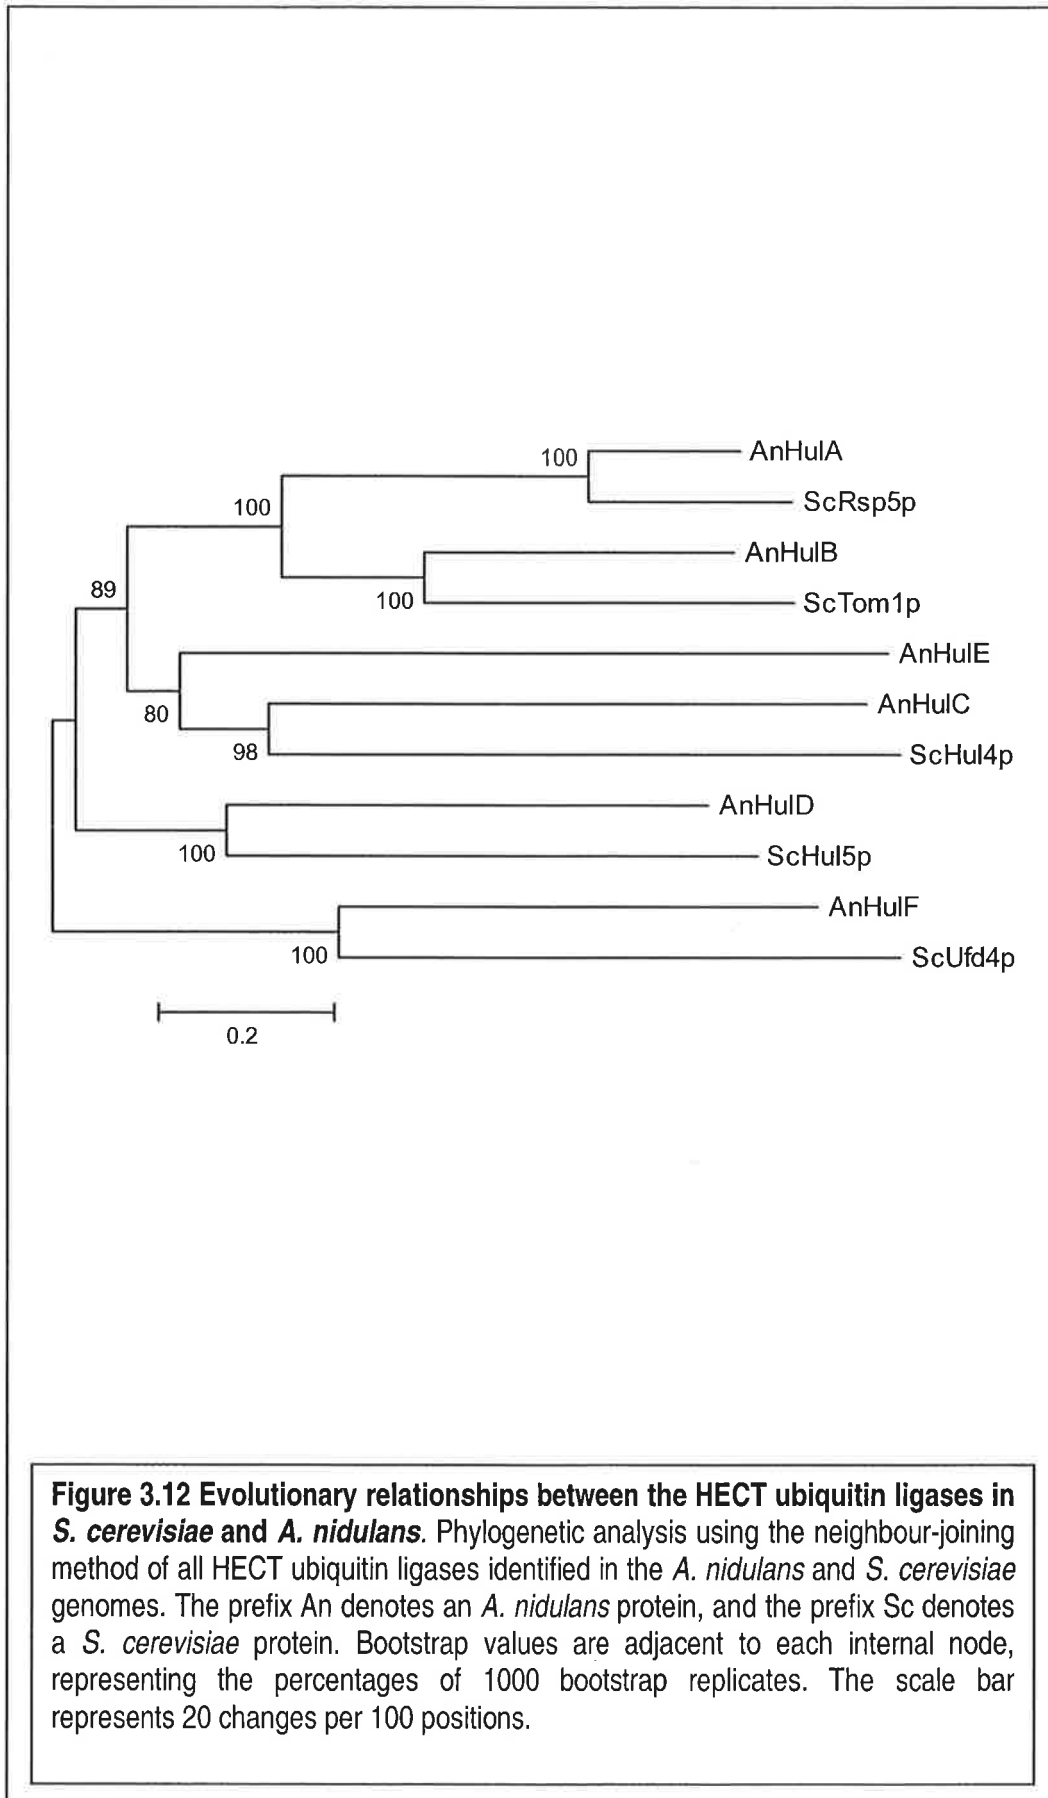 100
AnHulA
ScRsp5p
100
AnHulB
100
ScTom1p
89
AnHulE
80
AnHulC
98
ScHul4p
AnHulD
100
ScHul5p
AnHulF
100
ScUfd4p
0.2
Figure 3.12 Evolutionary relationships between the HECT ubiquitin ligases in
S. cerevisiae and A. nidulans. Phylogenetic analysis using the neighbour-joining
method of all HECT ubiquitin ligases identified in the A. nidulans and S. cerevisiae
genomes. The prefix An denotes an A. nidulans protein, and the prefix Sc denotes
a S. cerevisiae protein. Bootstrap values are adjacent to each internal node,
representing the percentages of 1000 bootstrap replicates. The scale bar
represents 20 changes per 100 positions.